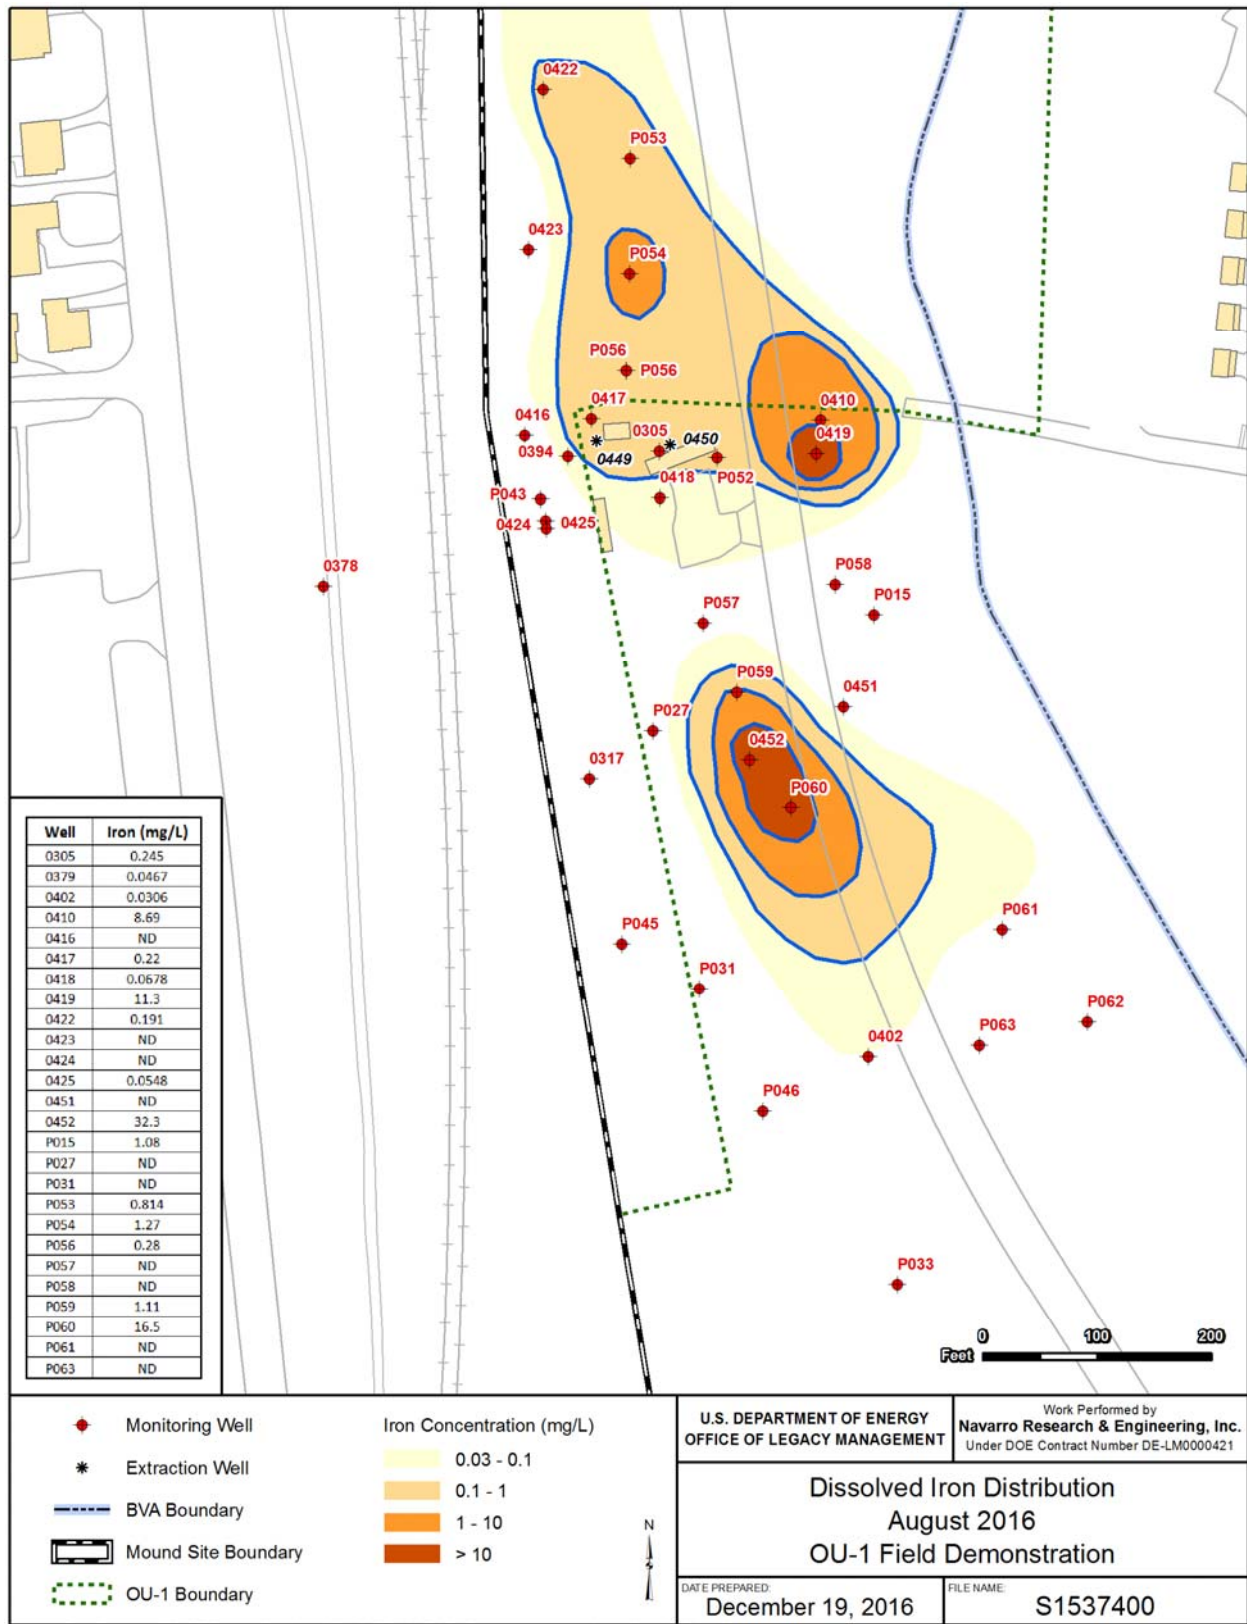 0422
P053
0423
P054
P056
P056
0417
0410
0416
0305
0450
0419
0394
0449
P052
0418
P043
0424
0425
0378
P058
P015
P057
P059
0451
P027
0452
0317
P060
P061
P045
P031
P062
P063
0402
P046
P033
0 100 200
Feet
Well Iron (mg/L)
0305 0.245
0379 0.0467
0402 0.0306
0410 8.69
0416 ND
0417 0.22
0418 0.0678
0419 11.3
0422 0.191
0423 ND
0424 ND
0425 0.0548
0451 ND
0452 32.3
P015 1.08
P027 ND
P031 ND
P053 0.814
P054 1.27
P056 0.28
P057 ND
P058 ND
P059 1.11
P060 16.5
P061 ND
P063 ND
Monitoring Well
Extraction Well
BVA Boundary
Mound Site Boundary
OU-1 Boundary
Iron Concentration (mg/L)
0.03 - 0.1
0.1 - 1
1 - 10
> 10
N
U.S. DEPARTMENT OF ENERGY
OFFICE OF LEGACY MANAGEMENT
Work Performed by
Navarro Research & Engineering, Inc.
Under DOE Contract Number DE-LM0000421
Dissolved Iron Distribution
August 2016
OU-1 Field Demonstration
DATE PREPARED:
December 19, 2016
FILE NAME:
S1537400